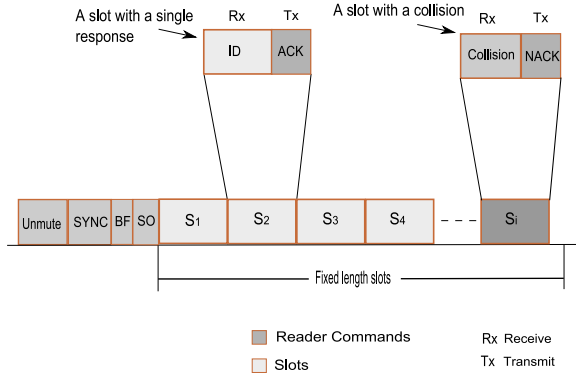 A slot with a single
response
Rx Tx
ID ACK
A slot with a collision
Rx Tx
Collision NACK
Unmute SYNC BF SO S1 S2 S3 S4 Si
Fixed length slots
Reader Commands
Slots
Rx Receive
Tx Transmit